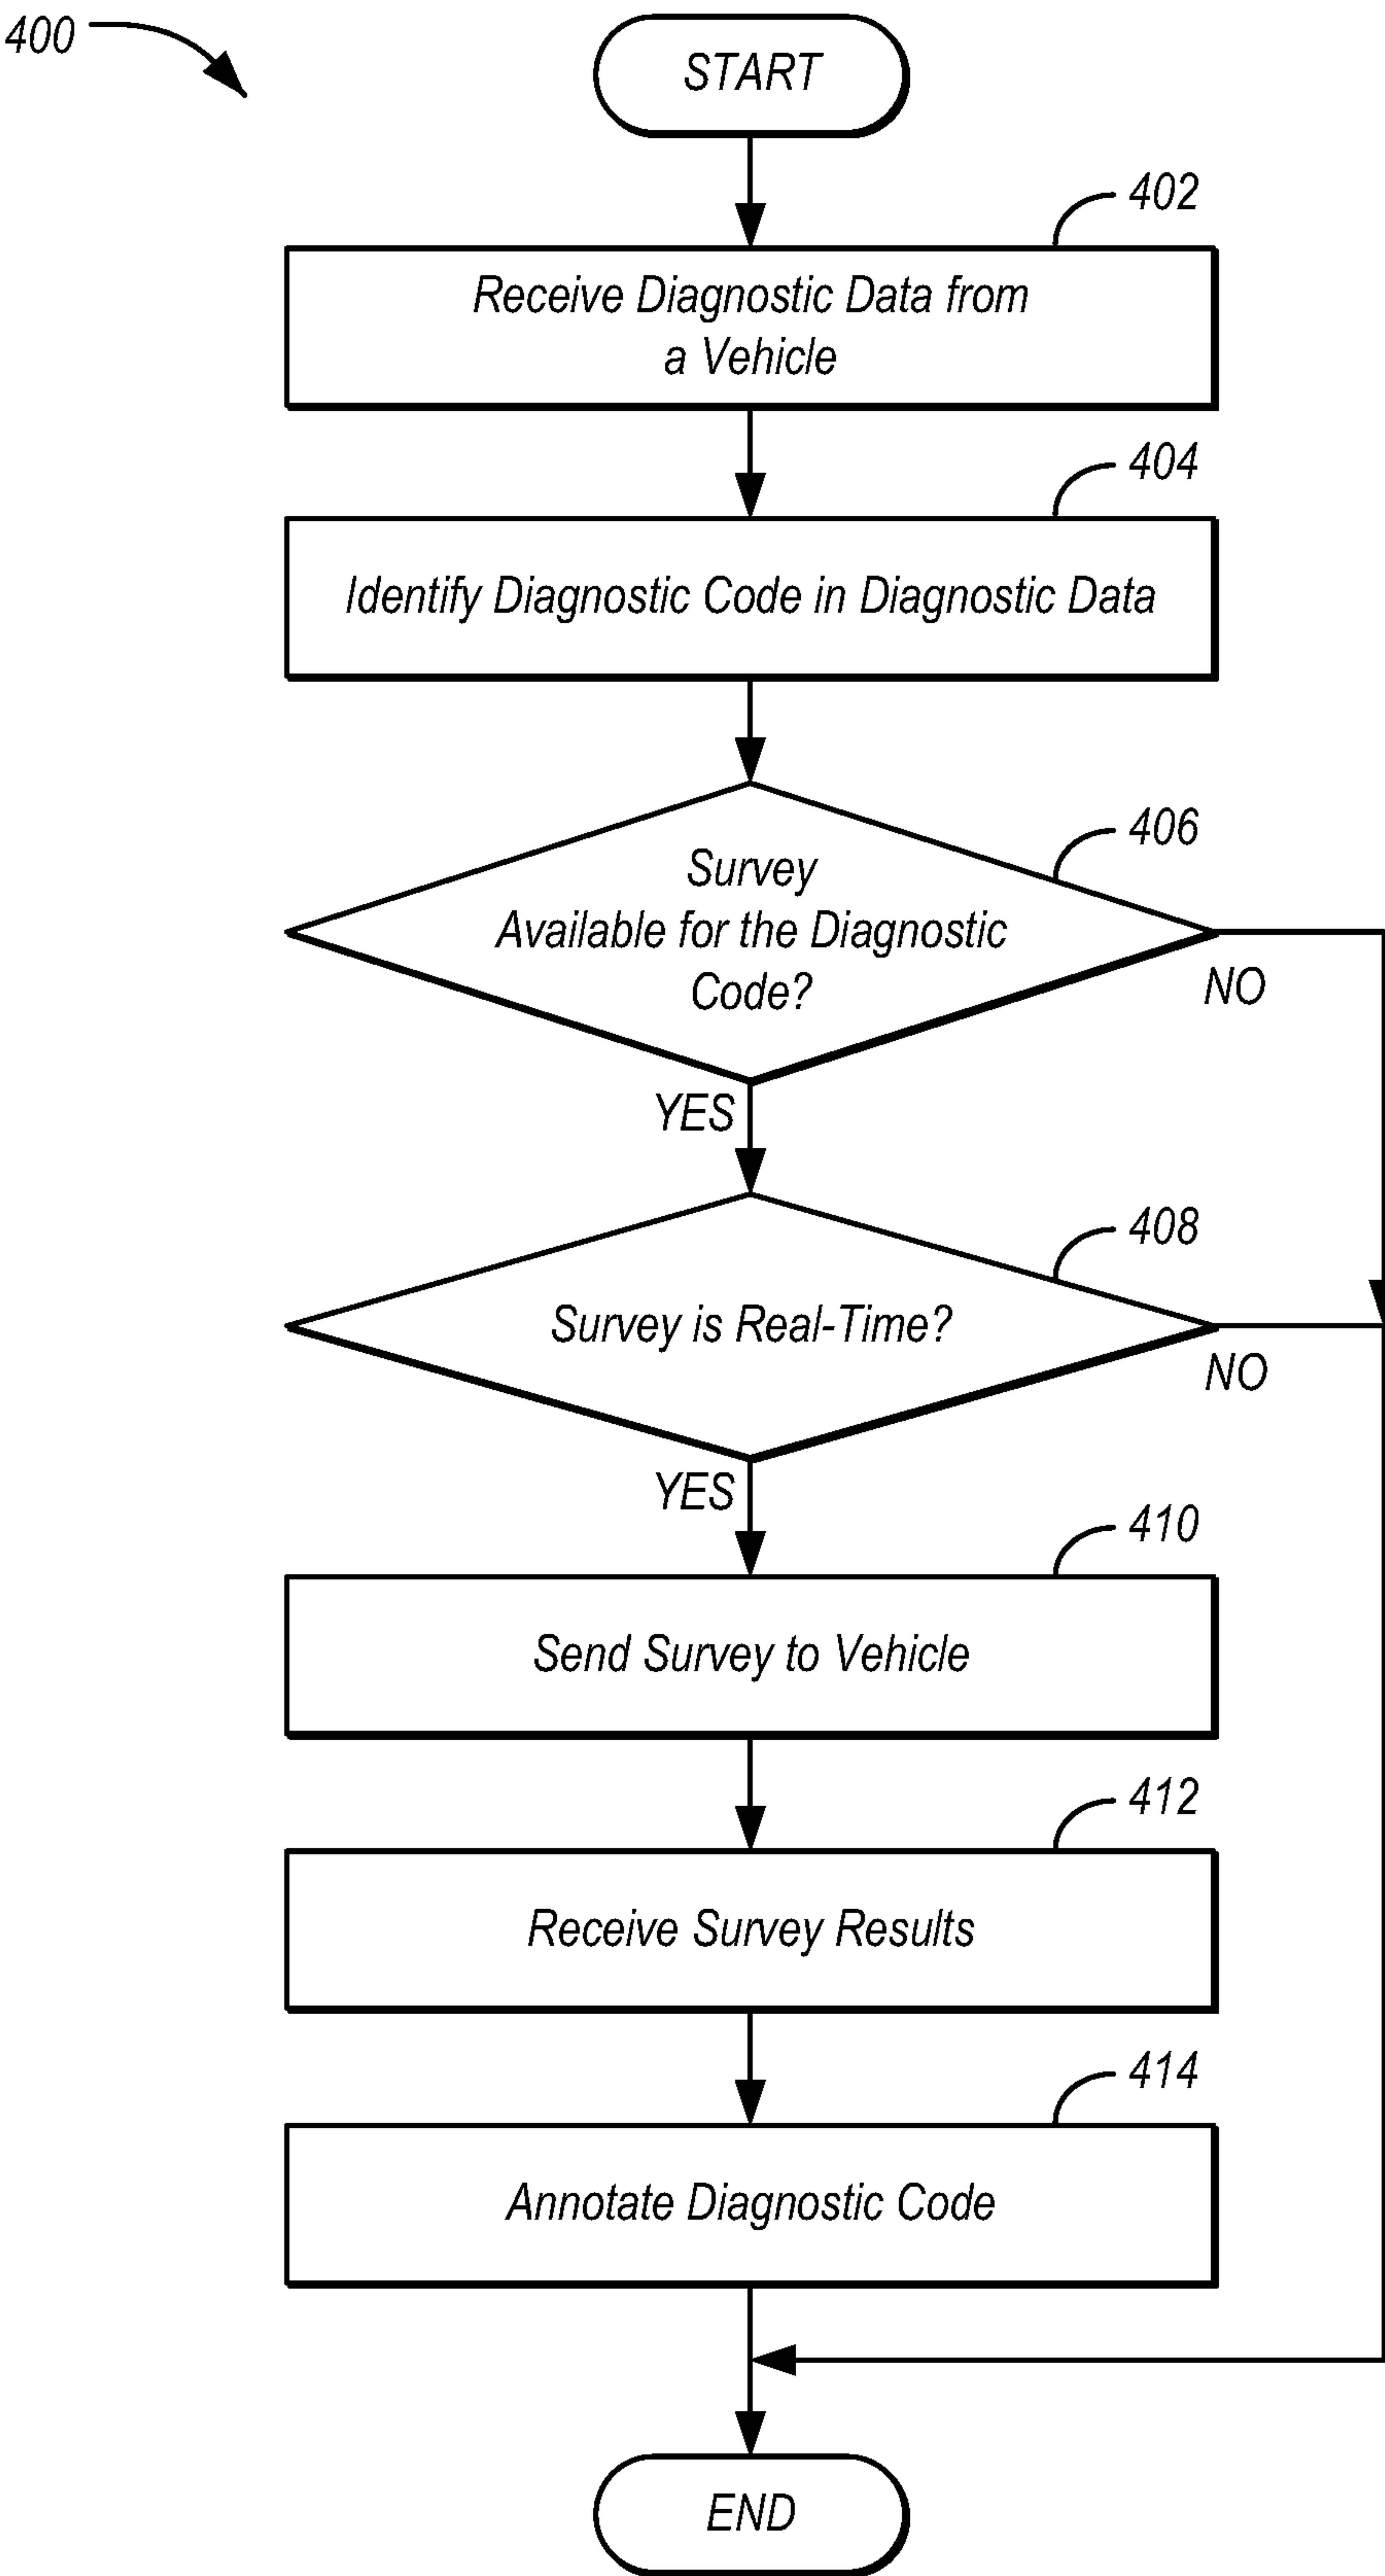 400
START
402
Receive Diagnostic Data from
a Vehicle
404
Identify Diagnostic Code in Diagnostic Data
406
Survey
Available for the Diagnostic
Code?
NO
YES
408
Survey is Real-Time?
NO
YES
410
Send Survey to Vehicle
412
Receive Survey Results
414
Annotate Diagnostic Code
END